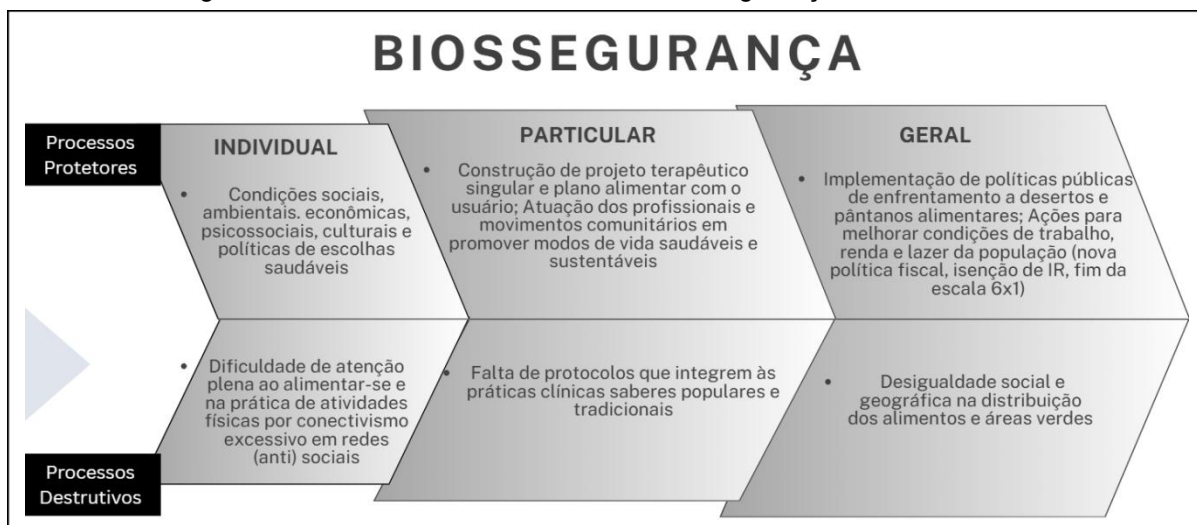 BIOSSEGURANÇA
Processos
Protetores
INDIVIDUAL
• Condições sociais,
ambientais. econômicas,
psicossociais, culturais e
políticas de escolhas
saudáveis
PARTICULAR
• Construção de projeto terapêutico
singular e plano alimentar com o
usuário; Atuação dos profissionais e
movimentos comunitários em
promover modos de vida saudáveis e
sustentáveis
GERAL
• Implementação de políticas públicas
de enfrentamento a desertos e
pântanos alimentares; Ações para
melhorar condições de trabalho,
renda e lazer da população (nova
política fiscal, isenção de IR, fim da
escala 6x1)
Processos
Destrutivos
• Dificuldade de atenção
plena ao alimentar-se e
na prática de atividades
físicas por conectivismo
excessivo em redes
(anti) sociais
• Falta de protocolos que integrem às
práticas clínicas saberes populares e
tradicionais
• Desigualdade social e
geográfica na distribuição
dos alimentos e áreas verdes